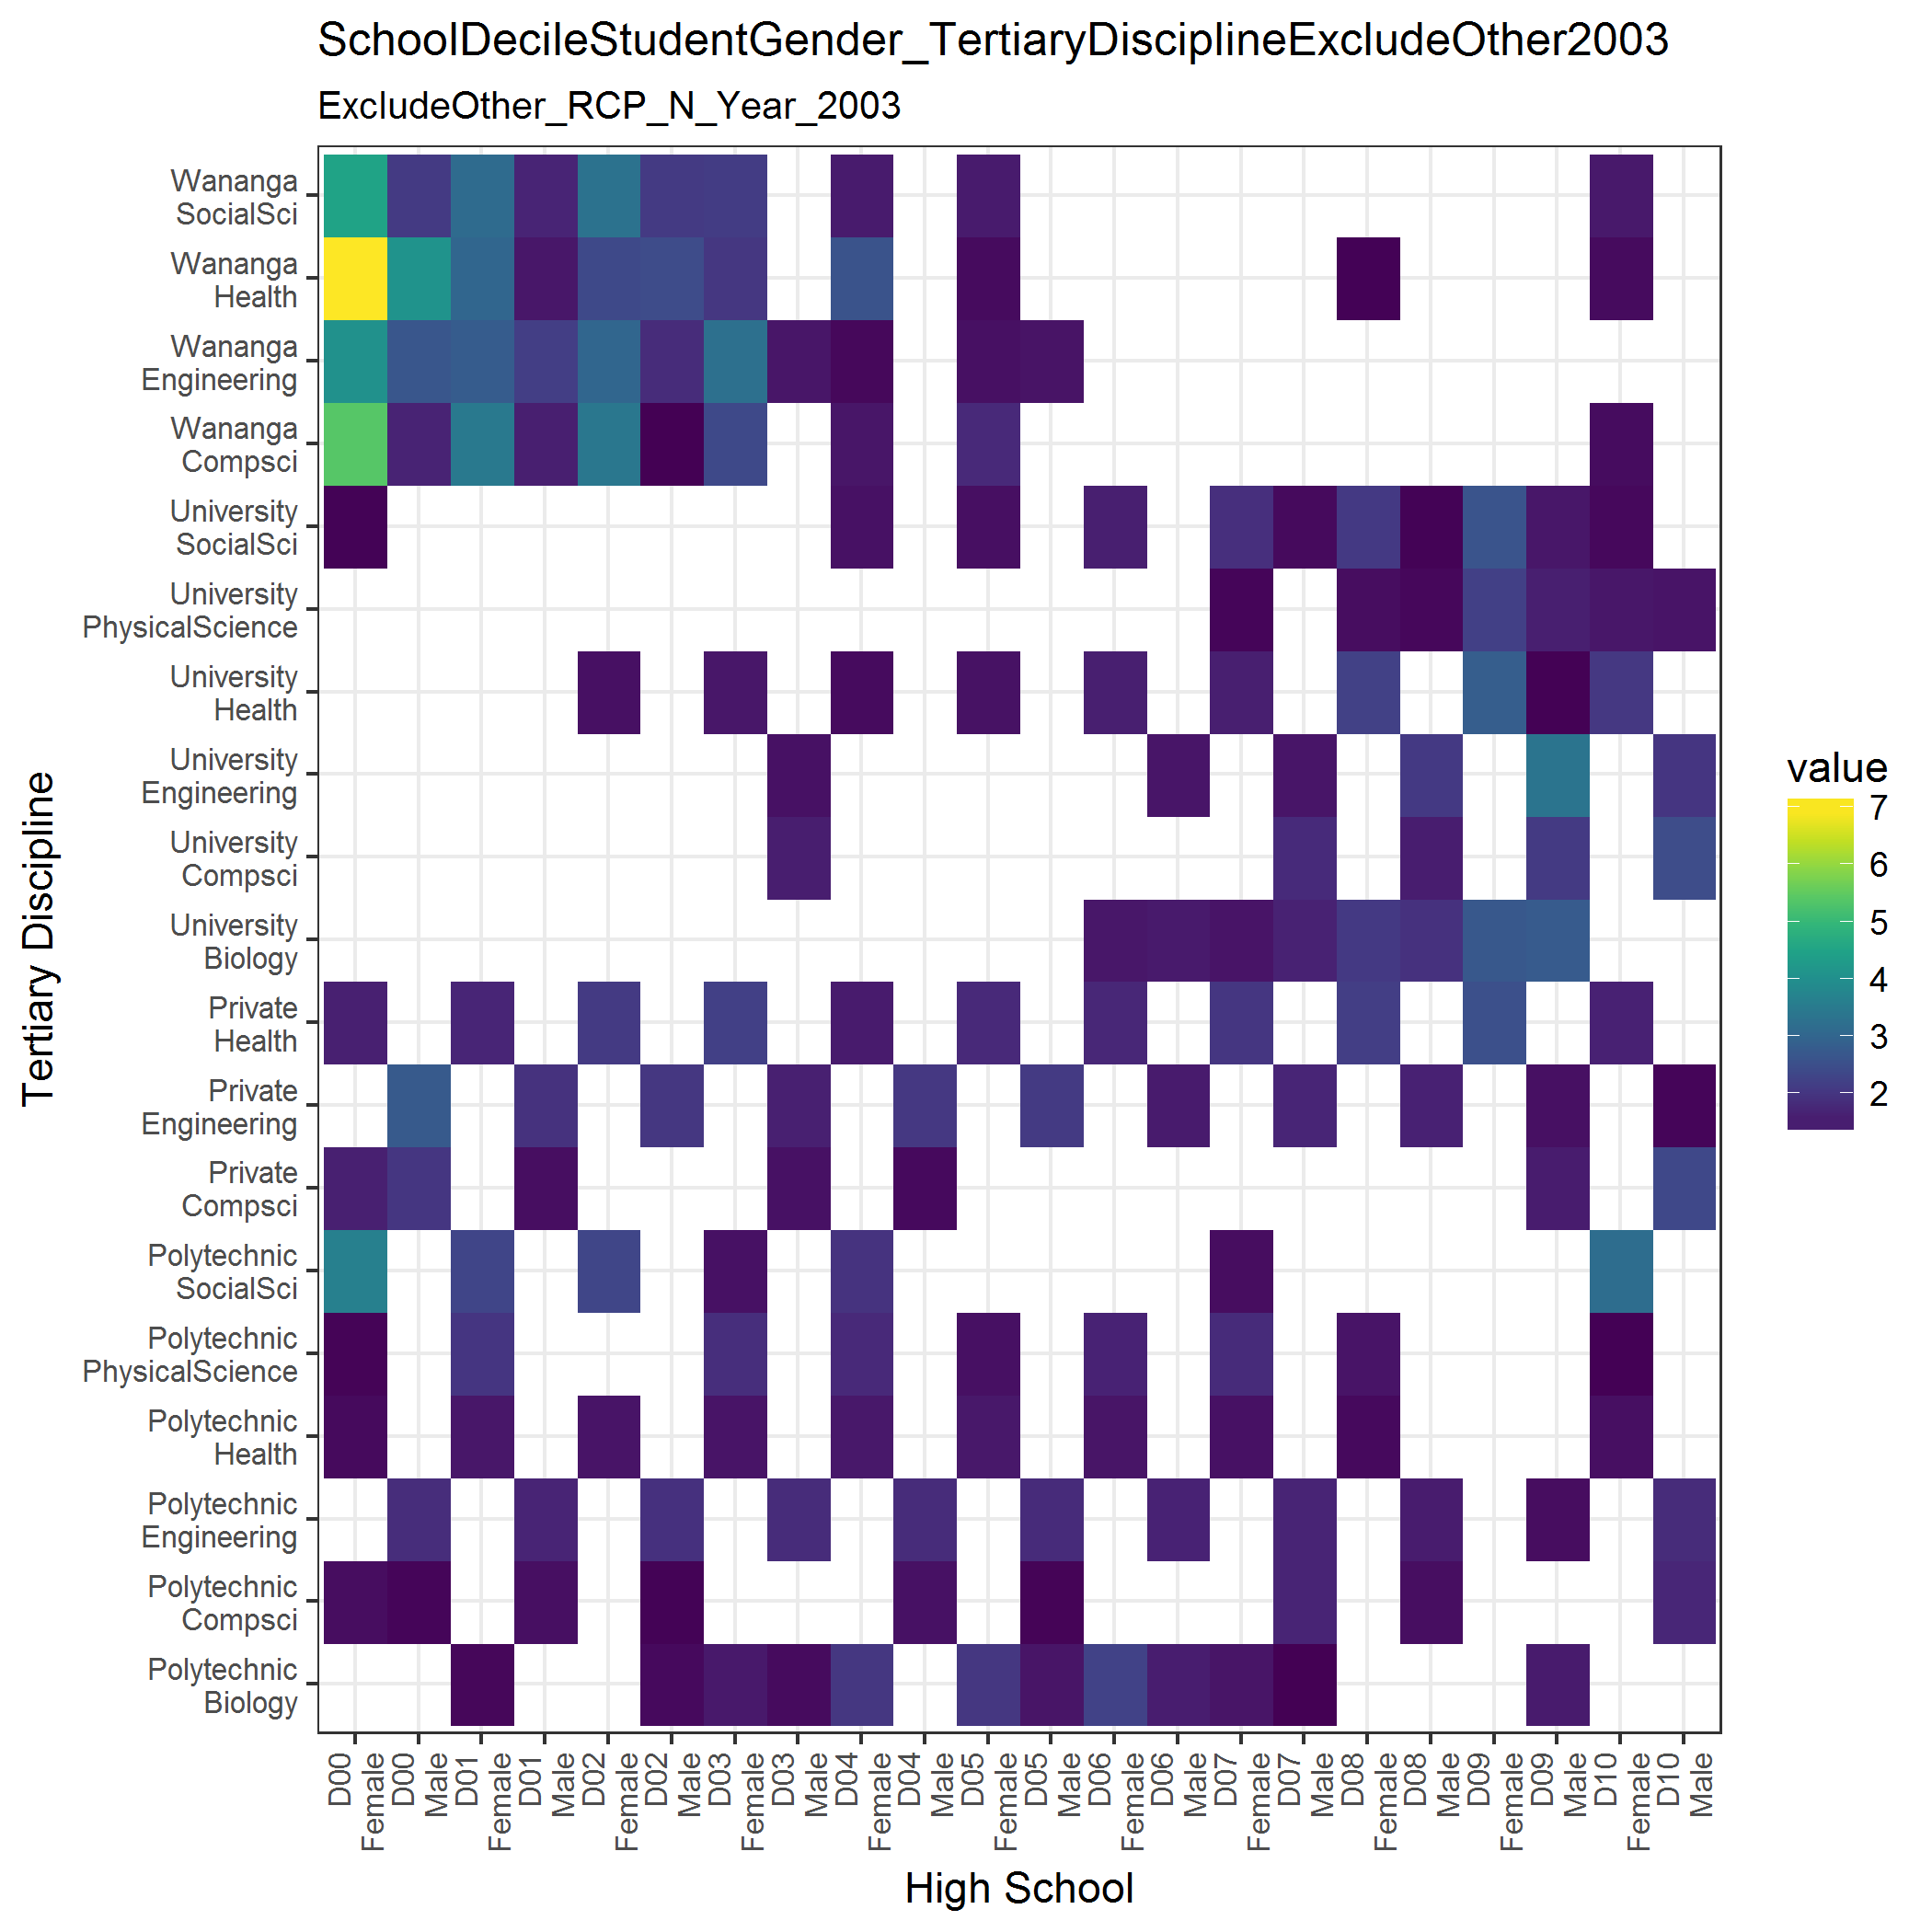 SchoolDecileStudentGender_TertiaryDisciplineExcludeOther2003
ExcludeOther_RCP_N_Year_2003
Tertiary Discipline
Wananga
SocialSci
Wananga
Health
Wananga
Engineering
Wananga
Compsci
University
SocialSci
University
PhysicalScience
University
Health
University
Engineering
University
Compsci
University
Biology
Private
Health
Private
Engineering
Private
Compsci
Polytechnic
SocialSci
Polytechnic
PhysicalScience
Polytechnic
Health
Polytechnic
Engineering
Polytechnic
Compsci
Polytechnic
Biology
D00
Female
D00
Male
D01
Female
D01
Male
D02
Female
D02
Male
D03
Female
D03
Male
D04
Female
D04
Male
D05
Female
D05
Male
D06
Female
D06
Male
D07
Female
D07
Male
D08
Female
D08
Male
D09
Female
D09
Male
D10
Female
D10
Male
High School
value
7
6
5
4
3
2